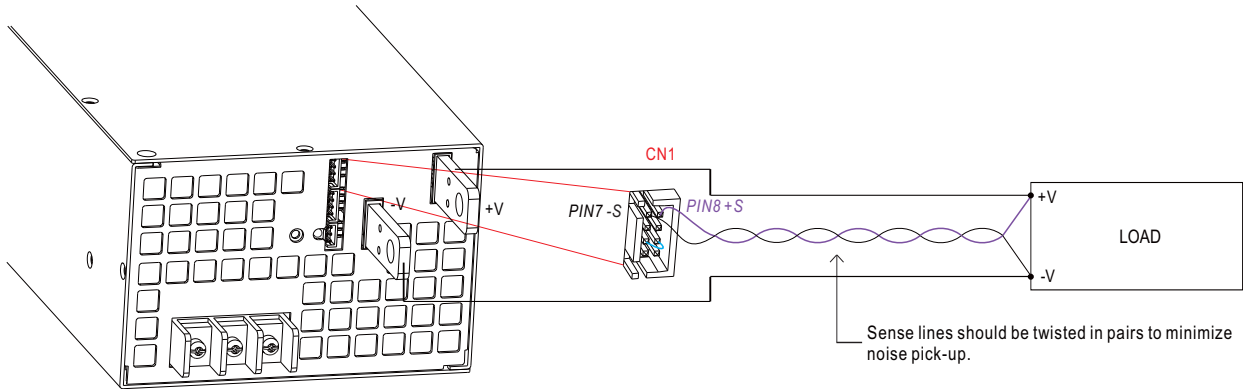 CN1
-V
+V
PIN7 -S
PIN8 +S
+V
LOAD
-V
Sense lines should be twisted in pairs to minimize
noise pick-up.